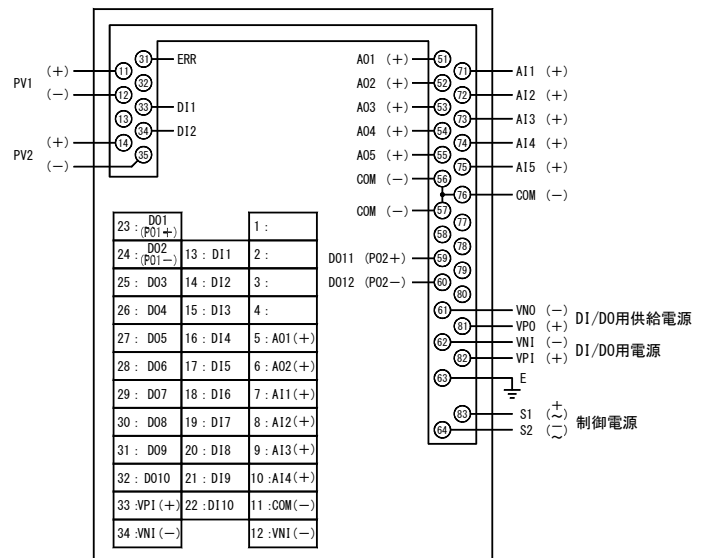 31 ERR
PV1 (+) 11
32
(−) 12
33 DI1
13
34 DI2
PV2 (+) 14
(−) 35
AO1 (+) 51
71 AI1 (+)
AO2 (+) 52
72 AI2 (+)
AO3 (+) 53
73 AI3 (+)
AO4 (+) 54
74 AI4 (+)
AO5 (+) 55
75 AI5 (+)
COM (−) 56
76 COM (−)
COM (−) 57
77
58
78
DO11 (PO2+) 59
79
DO12 (PO2−) 60
80
61 VNO (−)
81 VPO (+)
DI/DO用供給電源
62 VNI (−)
82 VPI (+)
DI/DO用電源
63 E
83 S1 (+~)
64 S2 (−~)
制御電源
23 : DO1 (PO1+)
1 :
24 : DO2 (PO1−) 13 : DI1 2 :
25 : DO3 14 : DI2 3 :
26 : DO4 15 : DI3 4 :
27 : DO5 16 : DI4 5 : AO1(+)
28 : DO6 17 : DI5 6 : AO2(+)
29 : DO7 18 : DI6 7 : AI1(+)
30 : DO8 19 : DI7 8 : AI2(+)
31 : DO9 20 : DI8 9 : AI3(+)
32 : DO10 21 : DI9 10 : AI4(+)
33 :VPI(+) 22 :DI10 11 :COM(−)
34 :VNI(−) 12 :VNI(−)